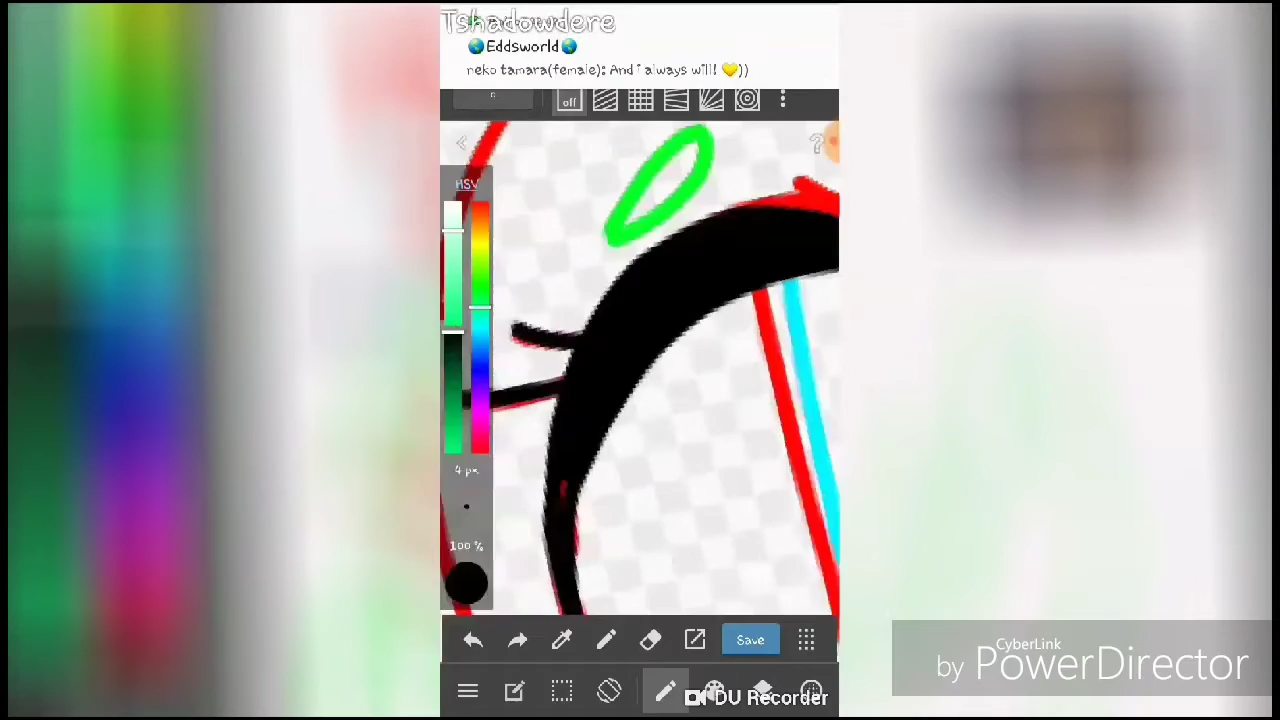 Tshadowdere
🌏Eddsworld🌏
neko tamara(female): And i always will! 💛))
off
?
HSV
4 px
100 %
Save
DU Recorder
CyberLink
by PowerDirector